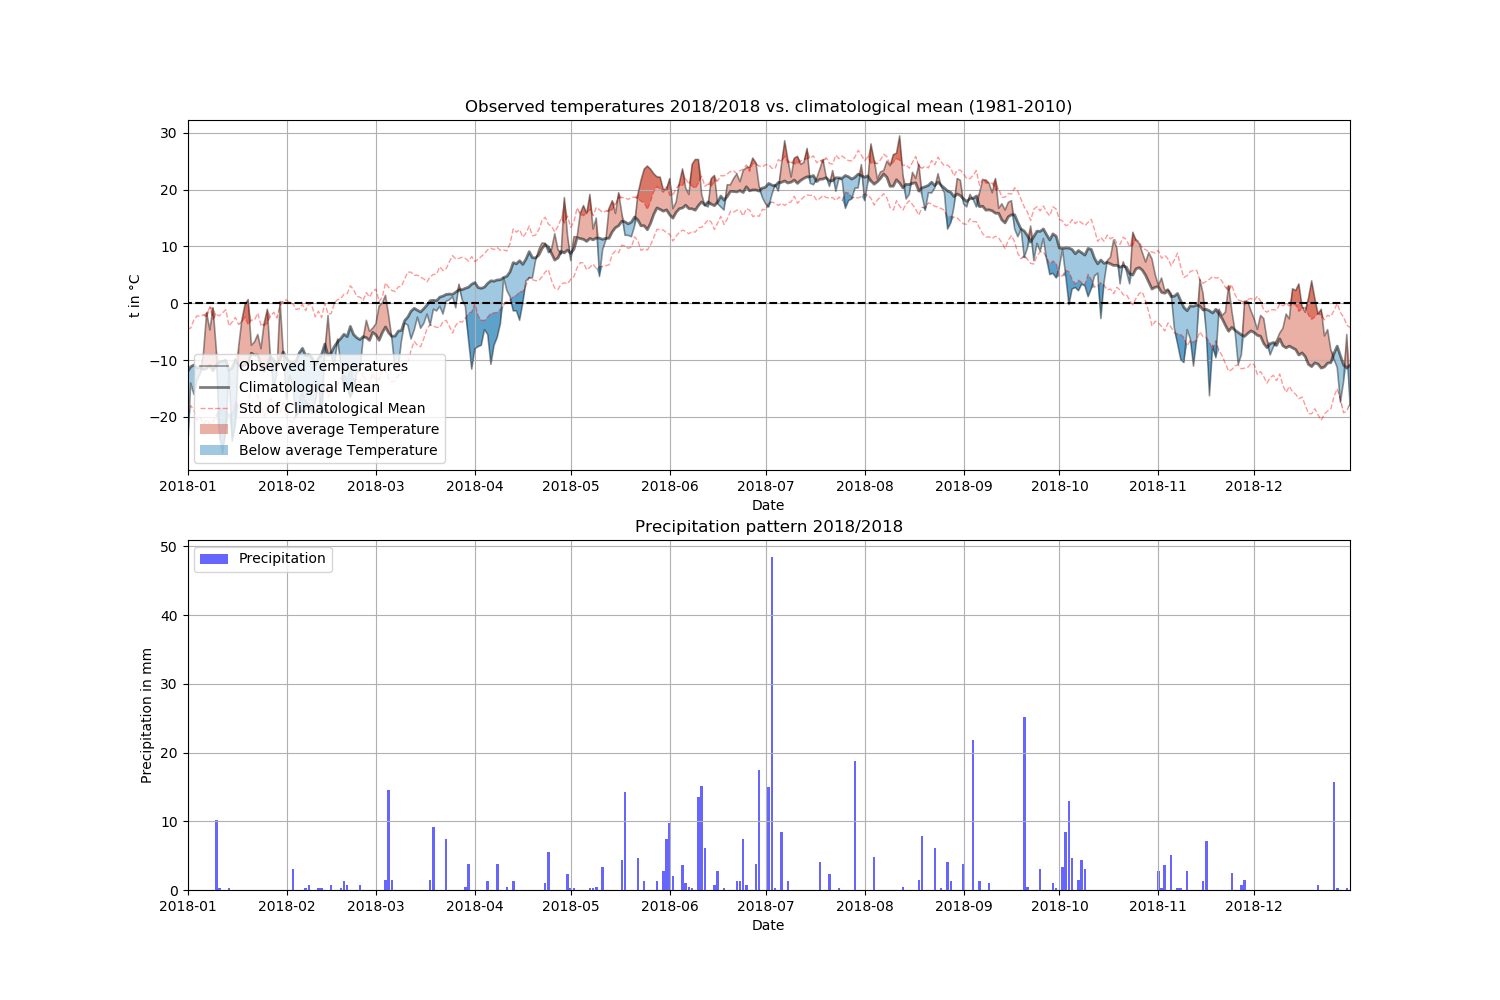 Observed temperatures 2018/2018 vs. climatological mean (1981-2010)
t in °C
30
20
10
0
−10
−20
Observed Temperatures
Climatological Mean
Std of Climatological Mean
Above average Temperature
Below average Temperature
2018-01 2018-02 2018-03 2018-04 2018-05 2018-06 2018-07 2018-08 2018-09 2018-10 2018-11 2018-12
Date
Precipitation pattern 2018/2018
Precipitation in mm
50
40
30
20
10
0
Precipitation
2018-01 2018-02 2018-03 2018-04 2018-05 2018-06 2018-07 2018-08 2018-09 2018-10 2018-11 2018-12
Date